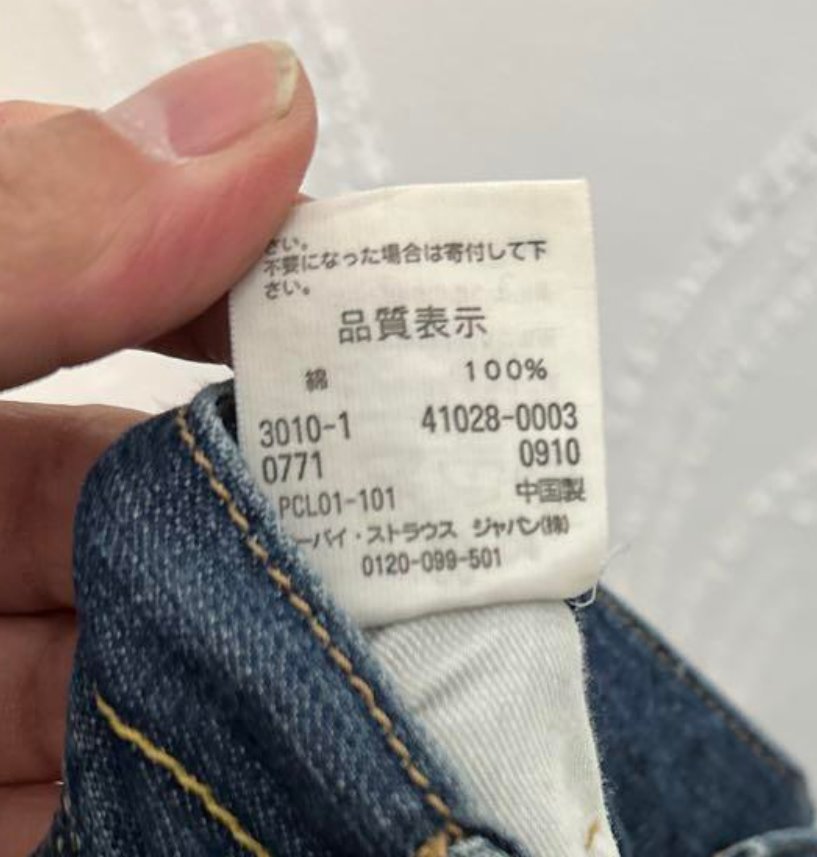 さい。
不要になった場合は寄付して下
さい。
品質表示
綿 100%
3010-1 41028-0003
0771 0910
PCL01-101 中国製
ーバイ・ストラウス ジャパン(株)
0120-099-501